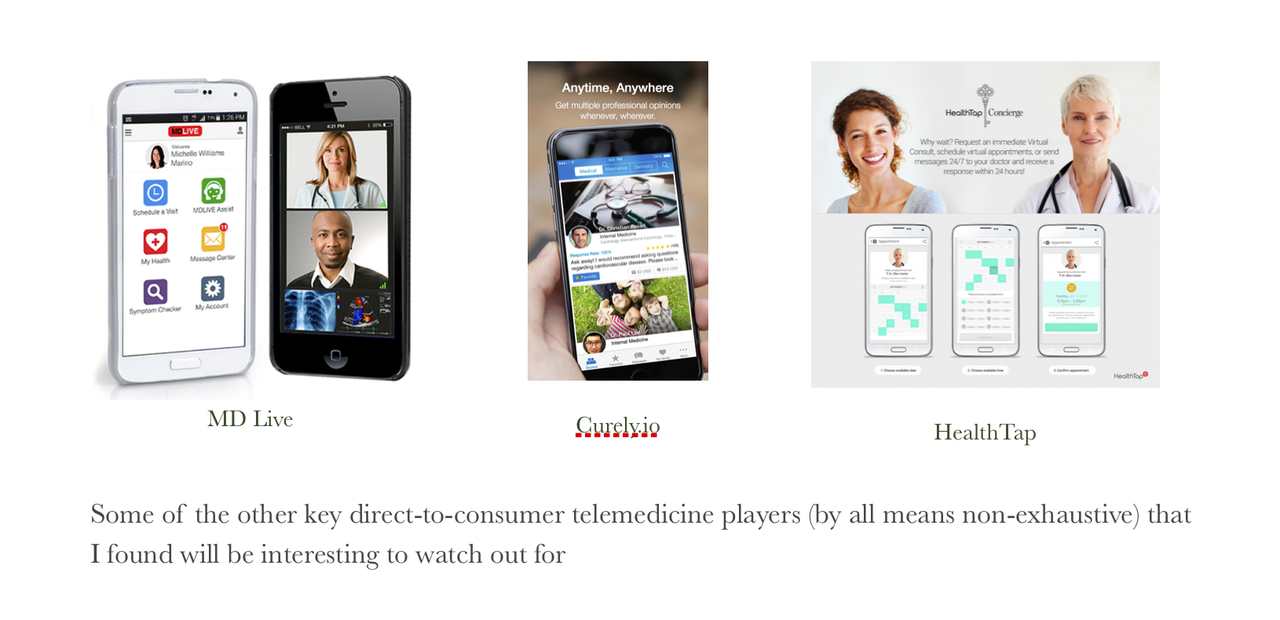 1:26 PM
MDLIVE
Welcome
Michelle Williams
Marino
Schedule a Visit
MDLIVE Assist
11
My Health
Message Center
Symptom Checker
My Account
BELL
4:21 PM
MD Live
Anytime, Anywhere
Get multiple professional opinions
whenever, wherever.
Medical
Alternative
Dentistry
Dr. Christian Assad
Internal Medicine
Response Rate: 100%
Ask away! I would recommend asking questions
regarding cardiovascular disease. Please look...
Internal Medicine
Curely.io
HealthTap Concierge
Why wait? Request an immediate Virtual
Consult, schedule virtual appointments, or send
messages 24/7 to your doctor and receive a
response within 24 hours!
Appointment
Appointment
1. Choose available date
2. Choose available time
3. Confirm appointment
HealthTap
HealthTap
Some of the other key direct-to-consumer telemedicine players (by all means non-exhaustive) that
I found will be interesting to watch out for